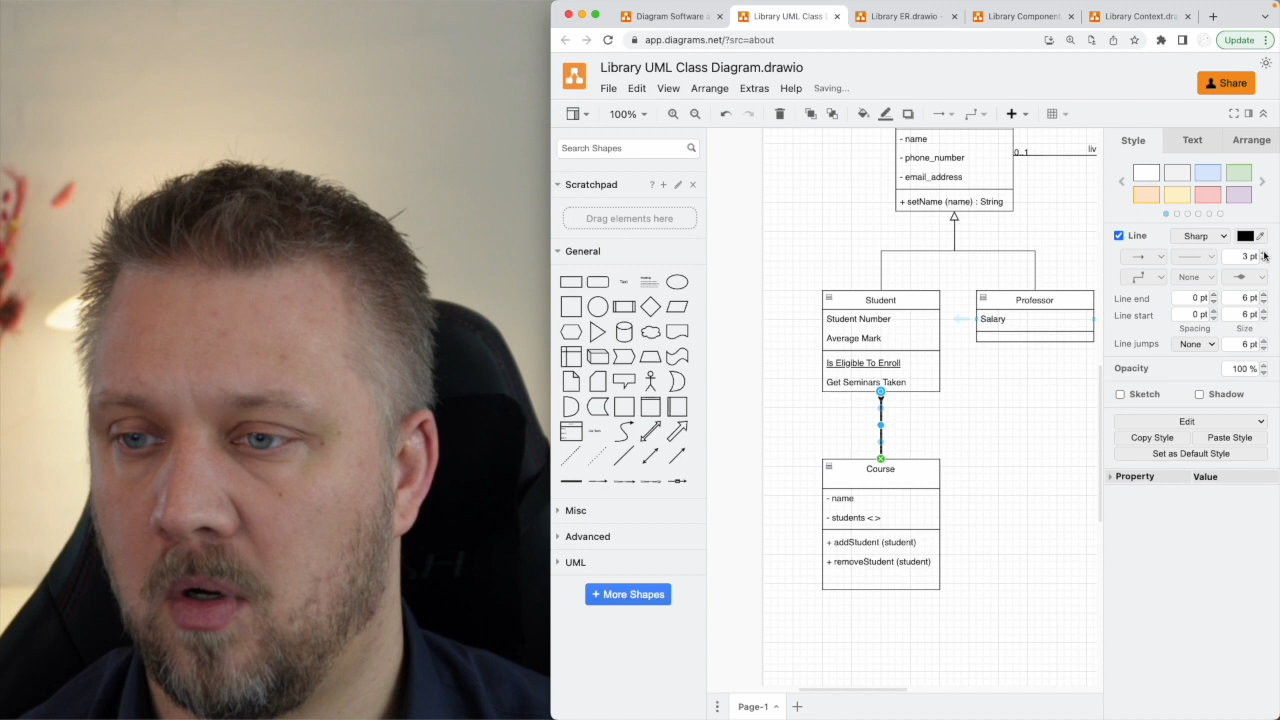 Diagram Software a
Library UML Class
Library ER.drawio -
Library Component
Library Context.dra
app.diagrams.net/?src=about
Update
Library UML Class Diagram.drawio
File Edit View Arrange Extras Help Saving...
Share
100%
Search Shapes
Scratchpad
Drag elements here
General
Text
Misc
Advanced
UML
+ More Shapes
- name
- phone_number
- email_address
+ setName (name) : String
0..1
liv
Student
Student Number
Average Mark
Is Eligible To Enroll
Get Seminars Taken
Professor
Salary
Course
- name
- students < >
+ addStudent (student)
+ removeStudent (student)
Style Text Arrange
Line Sharp
3 pt
None
Line end 0 pt 6 pt
Line start 0 pt 6 pt
Spacing Size
Line jumps None 6 pt
Opacity 100 %
Sketch Shadow
Edit
Copy Style Paste Style
Set as Default Style
Property Value
Page-1